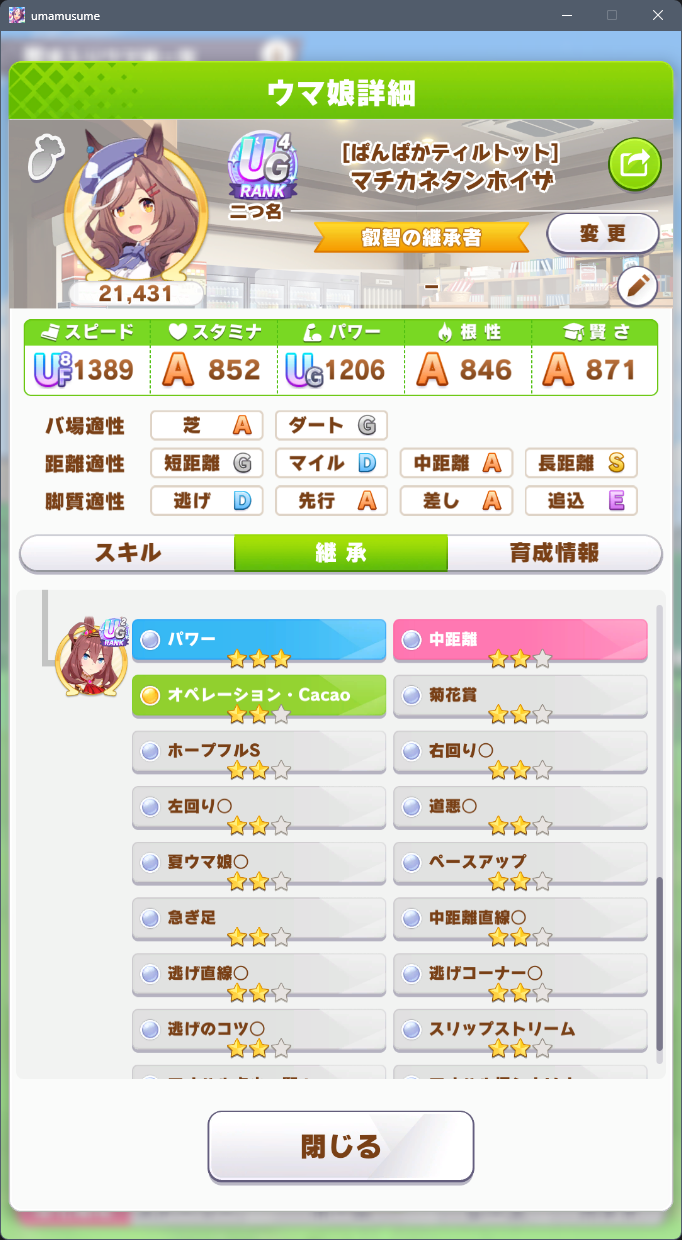 umamusume
ウマ娘詳細
UG4
RANK
[ぱんぱかティルトット]
マチカネタンホイザ
二つ名
叡智の継承者
変更
21,431
-
スピード スタミナ パワー 根性 賢さ
UF8 1389 A 852 UG 1206 A 846 A 871
バ場適性 芝 A ダート G
距離適性 短距離 G マイル D 中距離 A 長距離 S
脚質適性 逃げ D 先行 A 差し A 追込 E
スキル 継承 育成情報
UG2
RANK
パワー 中距離
オペレーション・Cacao 菊花賞
ホープフルS 右回り○
左回り○ 道悪○
夏ウマ娘○ ペースアップ
急ぎ足 中距離直線○
逃げ直線○ 逃げコーナー○
逃げのコツ○ スリップストリーム
閉じる